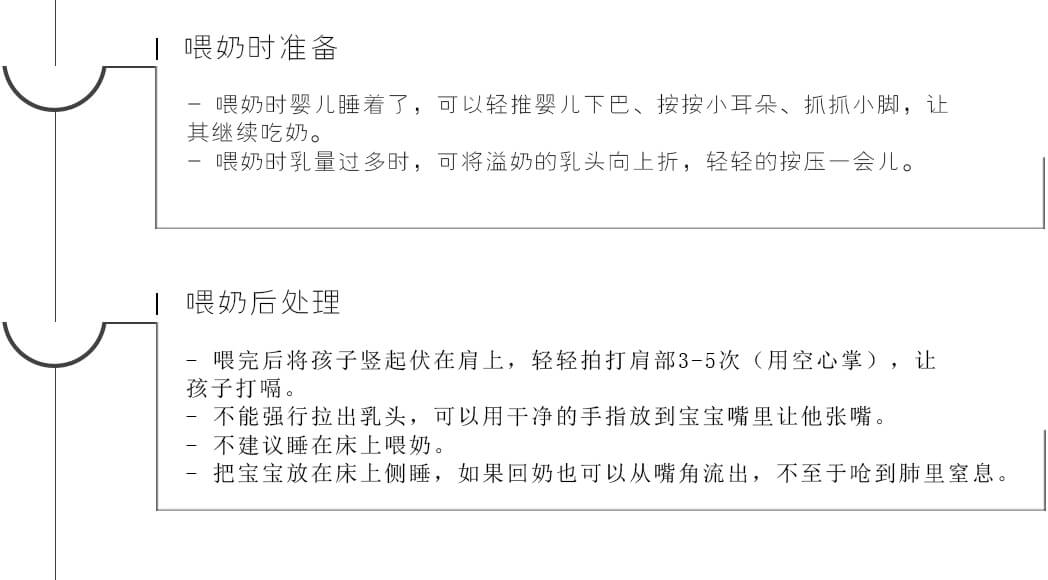 喂奶时准备
- 喂奶时婴儿睡着了，可以轻推婴儿下巴、按按小耳朵、抓抓小脚，让
其继续吃奶。
- 喂奶时乳量过多时，可将溢奶的乳头向上折，轻轻的按压一会儿。
喂奶后处理
- 喂完后将孩子竖起伏在肩上，轻轻拍打肩部3-5次（用空心掌），让
孩子打嗝。
- 不能强行拉出乳头，可以用干净的手指放到宝宝嘴里让他张嘴。
- 不建议睡在床上喂奶。
- 把宝宝放在床上侧睡，如果回奶也可以从嘴角流出，不至于呛到肺里窒息。